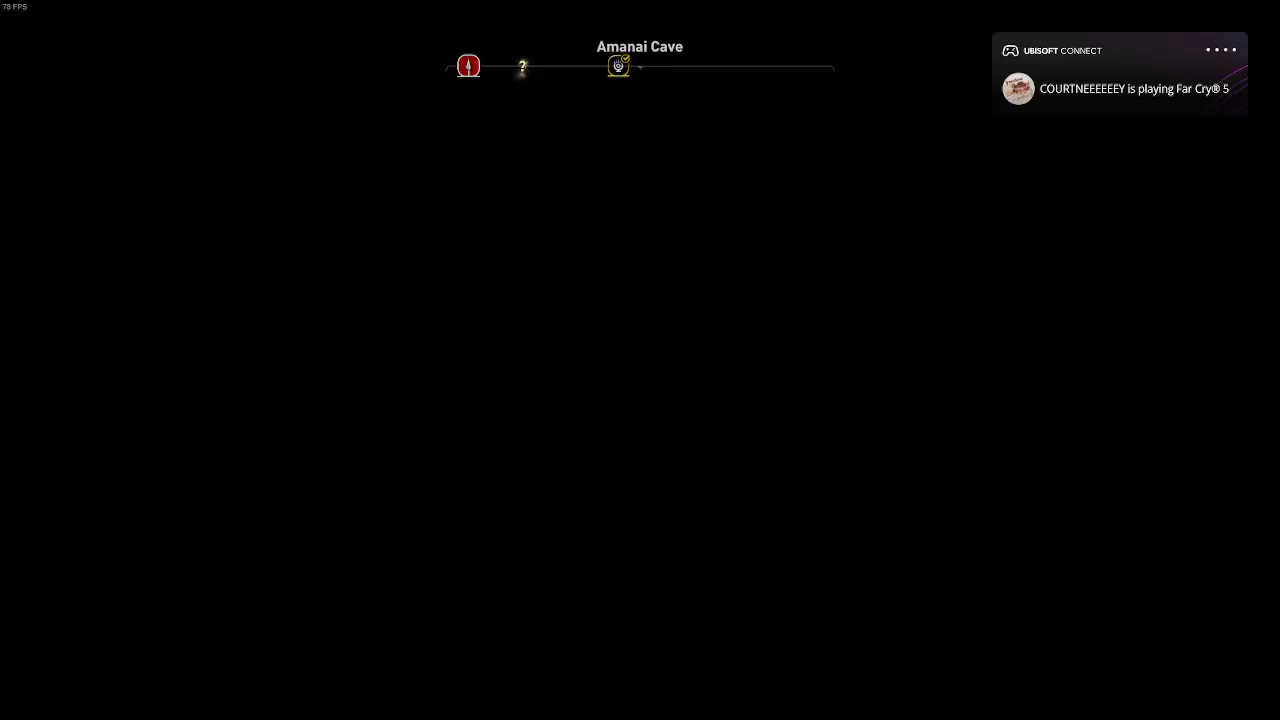 78 FPS
Amanai Cave
?
UBISOFT CONNECT
COURTNEEEEEEY is playing Far Cry® 5